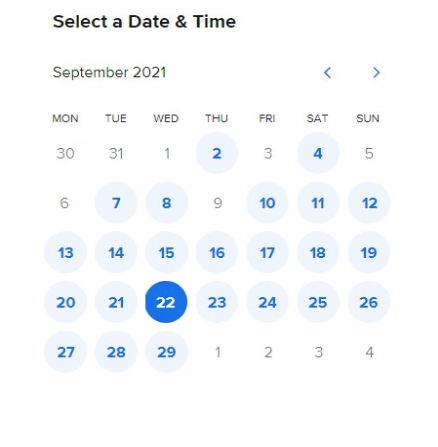 Select a Date & Time
September 2021
MON TUE WED THU FRI SAT SUN
30 31 1 2 3 4 5
6 7 8 9 10 11 12
13 14 15 16 17 18 19
20 21 22 23 24 25 26
27 28 29 1 2 3 4